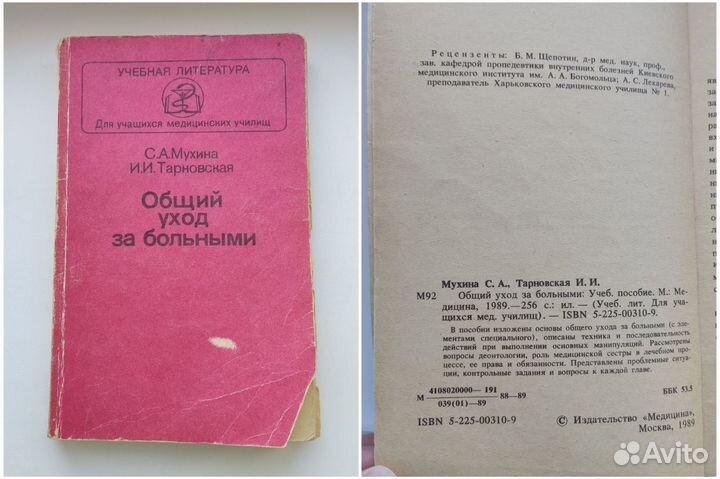 УЧЕБНАЯ ЛИТЕРАТУРА
Для учащихся медицинских училищ
С.А.Мухина
И.И.Тарновская
Общий
уход
за больными
Рецензенты: Б. М. Щепотин, д-р мед. наук, проф.,
зав. кафедрой пропедевтики внутренних болезней Киевского
медицинского института им. А. А. Богомольца; А. С. Лекарева,
преподаватель Харьковского медицинского училища № 1.
Мухина С. А., Тарновская И. И.
М92 Общий уход за больными: Учеб. пособие. М.: Ме-
дицина, 1989.—256 с.: ил. — (Учеб. лит. Для уча-
щихся мед. училищ). — ISBN 5-225-00310-9.
В пособии изложены основы общего ухода за больными (с эле-
ментами специального), описаны техника и последовательность
действий при выполнении основных манипуляций. Рассмотрены
вопросы деонтологии, роль медицинской сестры в лечебном про-
цессе, ее права и обязанности. Представлены проблемные ситуа-
ции, контрольные задания и вопросы к каждой главе.
М 4108020000— 191
039(01)—89 88—89
ББК 53.5
ISBN 5-225-00310-9
© Издательство «Медицина»,
Москва, 1989
Avito